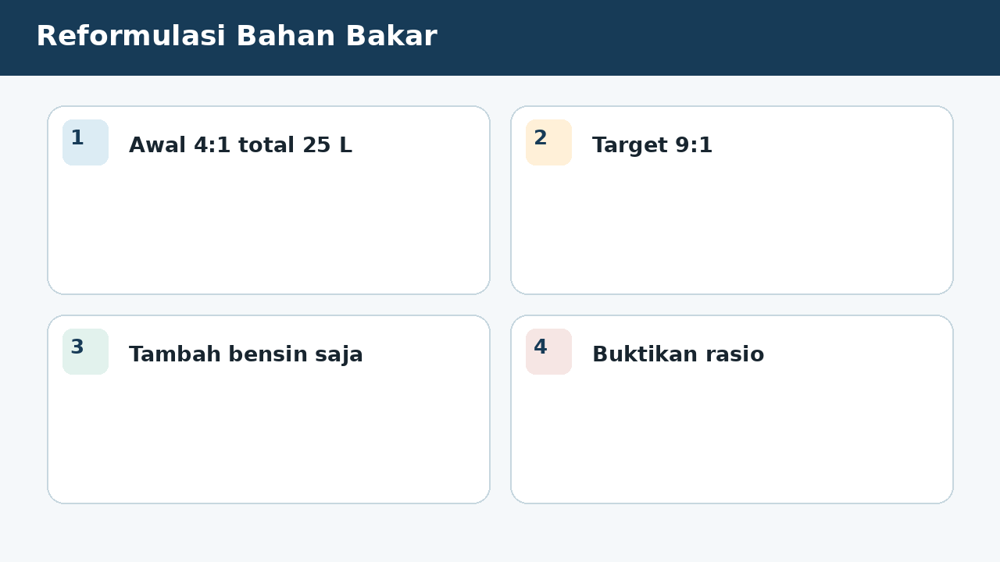 Reformulasi Bahan Bakar
1
Awal 4:1 total 25 L
2
Target 9:1
3
Tambah bensin saja
4
Buktikan rasio